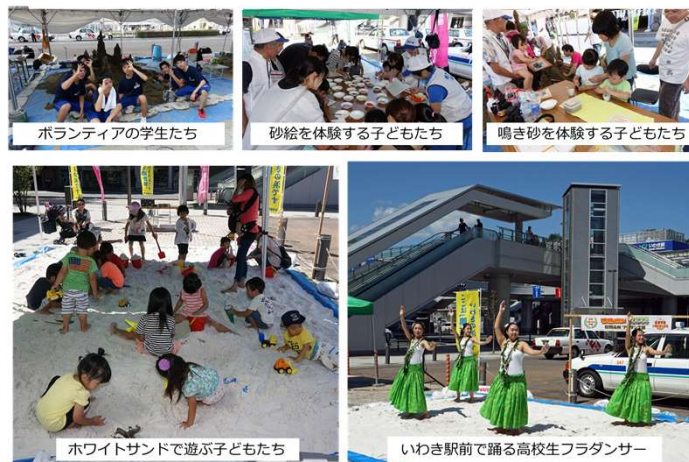 ボランティアの学生たち
砂絵を体験する子どもたち
鳴き砂を体験する子どもたち
ホワイトサンドで遊ぶ子どもたち
いわき駅前で踊る高校生フラダンサー